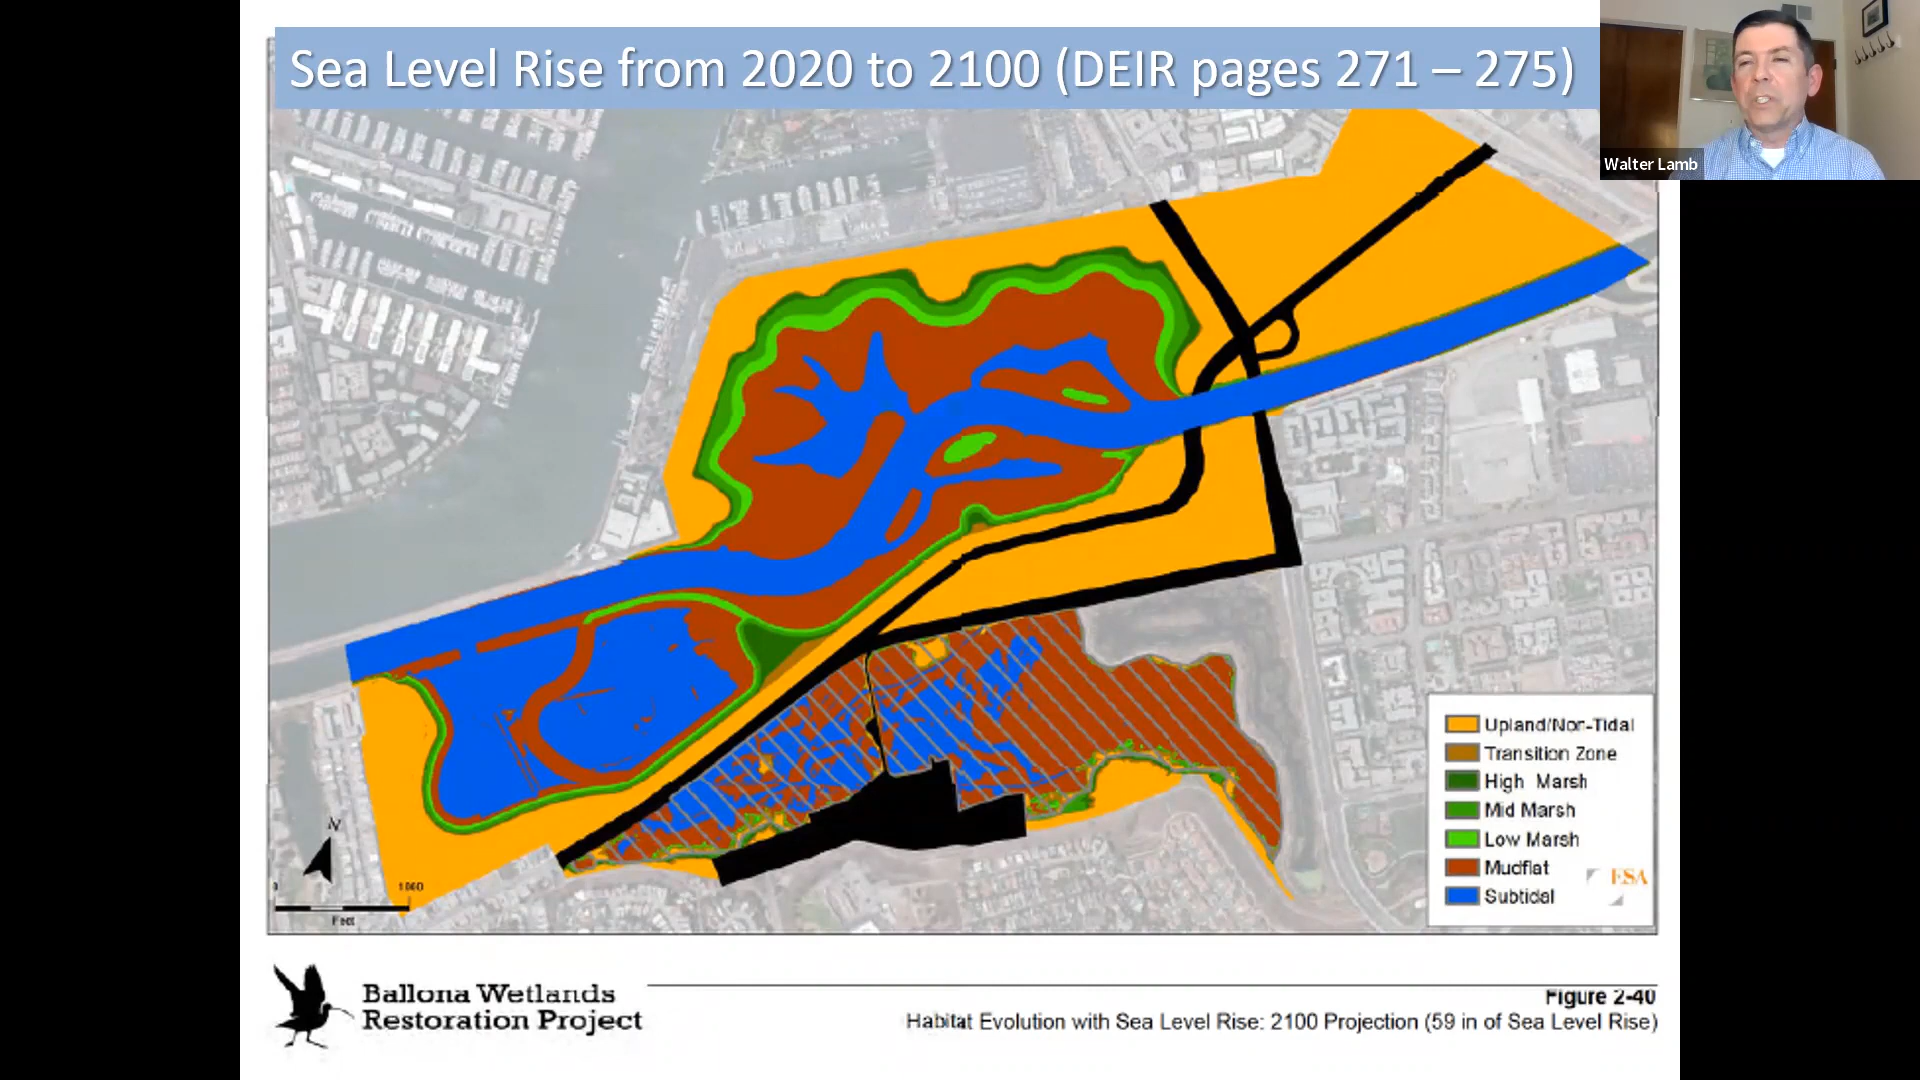 Sea Level Rise from 2020 to 2100 (DEIR pages 271 – 275)
Walter Lamb
Upland/Non-Tidal
Transition Zone
High Marsh
Mid Marsh
Low Marsh
Mudflat
Subtidal
ESA
N
0 1000
Feet
Ballona Wetlands
Restoration Project
Figure 2-40
Habitat Evolution with Sea Level Rise: 2100 Projection (59 in of Sea Level Rise)